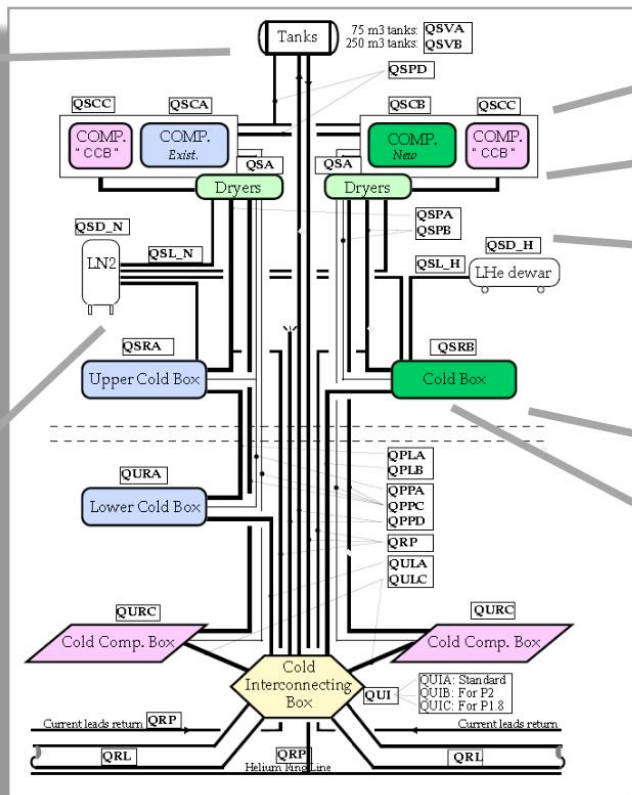 Tanks
75 m3 tanks: QSVA
250 m3 tanks: QSVB
QSPD
QSCC
QSCA
QSCB
QSCC
COMP.
"CCB"
COMP.
Exist.
COMP.
New
COMP.
"CCB"
QSA
QSA
Dryers
Dryers
QSPA
QSPB
QSD_N
QSL_N
LN2
QSD_H
QSL_H
LHe dewar
QSRA
QSRB
Upper Cold Box
Cold Box
QPLA
QPLB
QURA
Lower Cold Box
QPPA
QPPC
QPPD
QRP
QULA
QULC
QURC
QURC
Cold Comp. Box
Cold Comp. Box
Cold
Interconnecting
Box
QUI
QUIA: Standard
QUIB: For P2
QUIC: For P1.8
Current leads return
QRP
Current leads return
QRL
QRP
QRL
Helium Ring Line